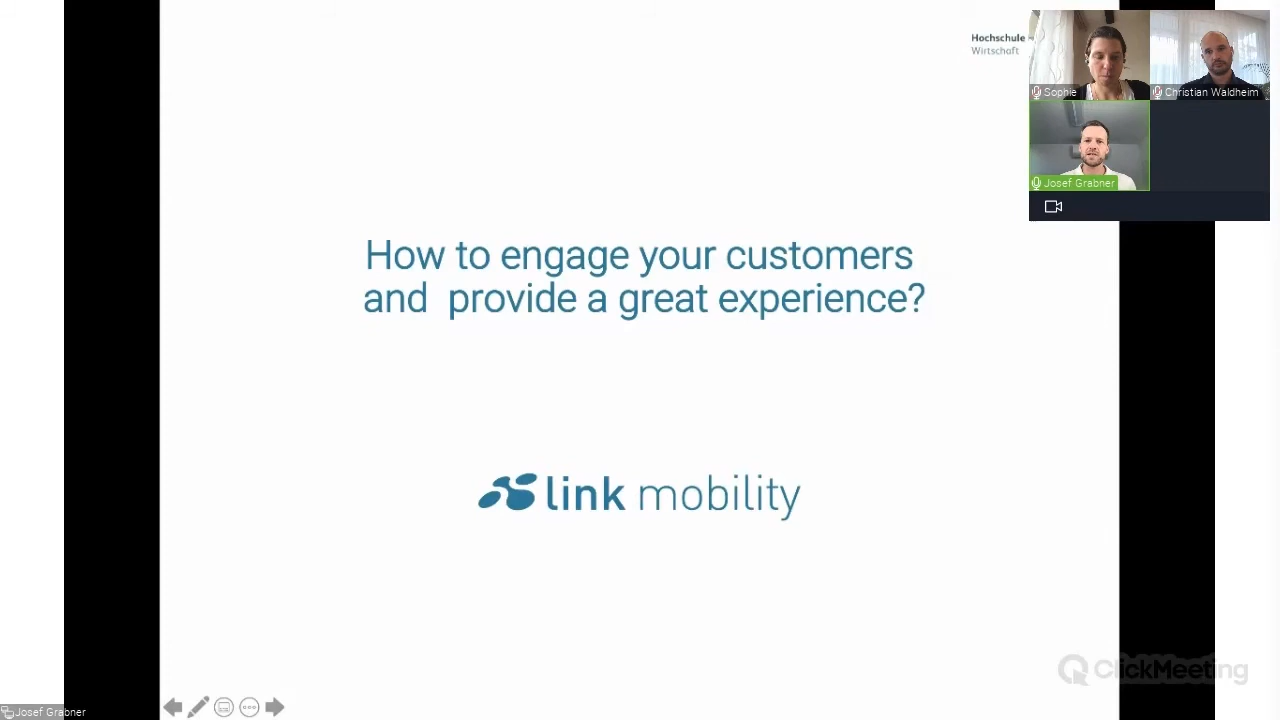 Hochschule
Wirtschaft
Sophie
Christian Waldheim
Josef Grabner
How to engage your customers
and provide a great experience?
link mobility
ClickMeeting
Josef Grabner